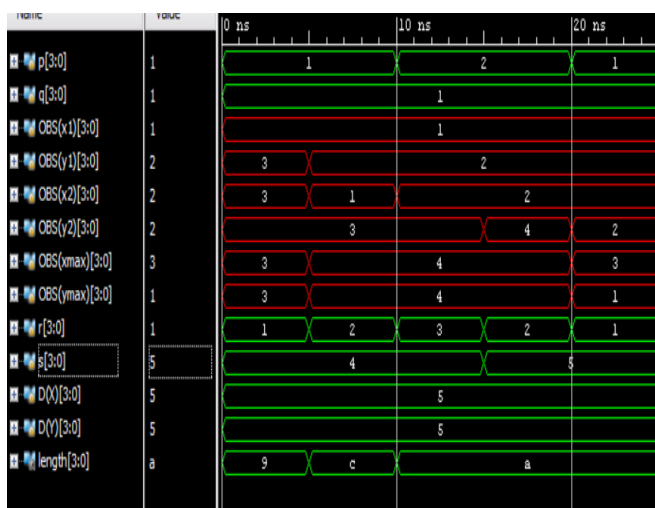 Name Value 0 ns 10 ns 20 ns
p[3:0] 1 1 2 1
q[3:0] 1 1
OBS(x1)[3:0] 1 1
OBS(y1)[3:0] 2 3 2
OBS(x2)[3:0] 2 3 1 2
OBS(y2)[3:0] 2 3 4 2
OBS(xmax)[3:0] 3 3 4 3
OBS(ymax)[3:0] 1 3 4 1
r[3:0] 1 1 2 3 2 1
s[3:0] 5 4 5
D(X)[3:0] 5 5
D(Y)[3:0] 5 5
length[3:0] a 9 c a